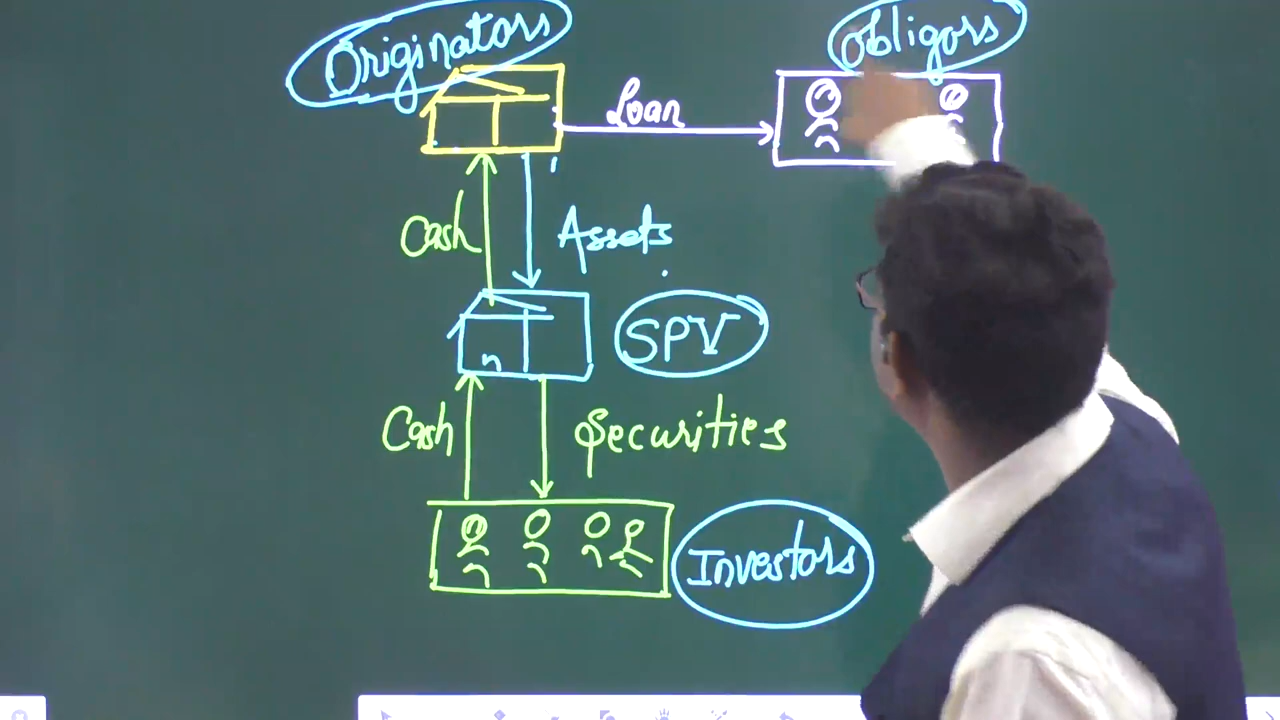 Originators
Obligors
Loan
Cash
Assets
SPV
Cash
Securities
Investors